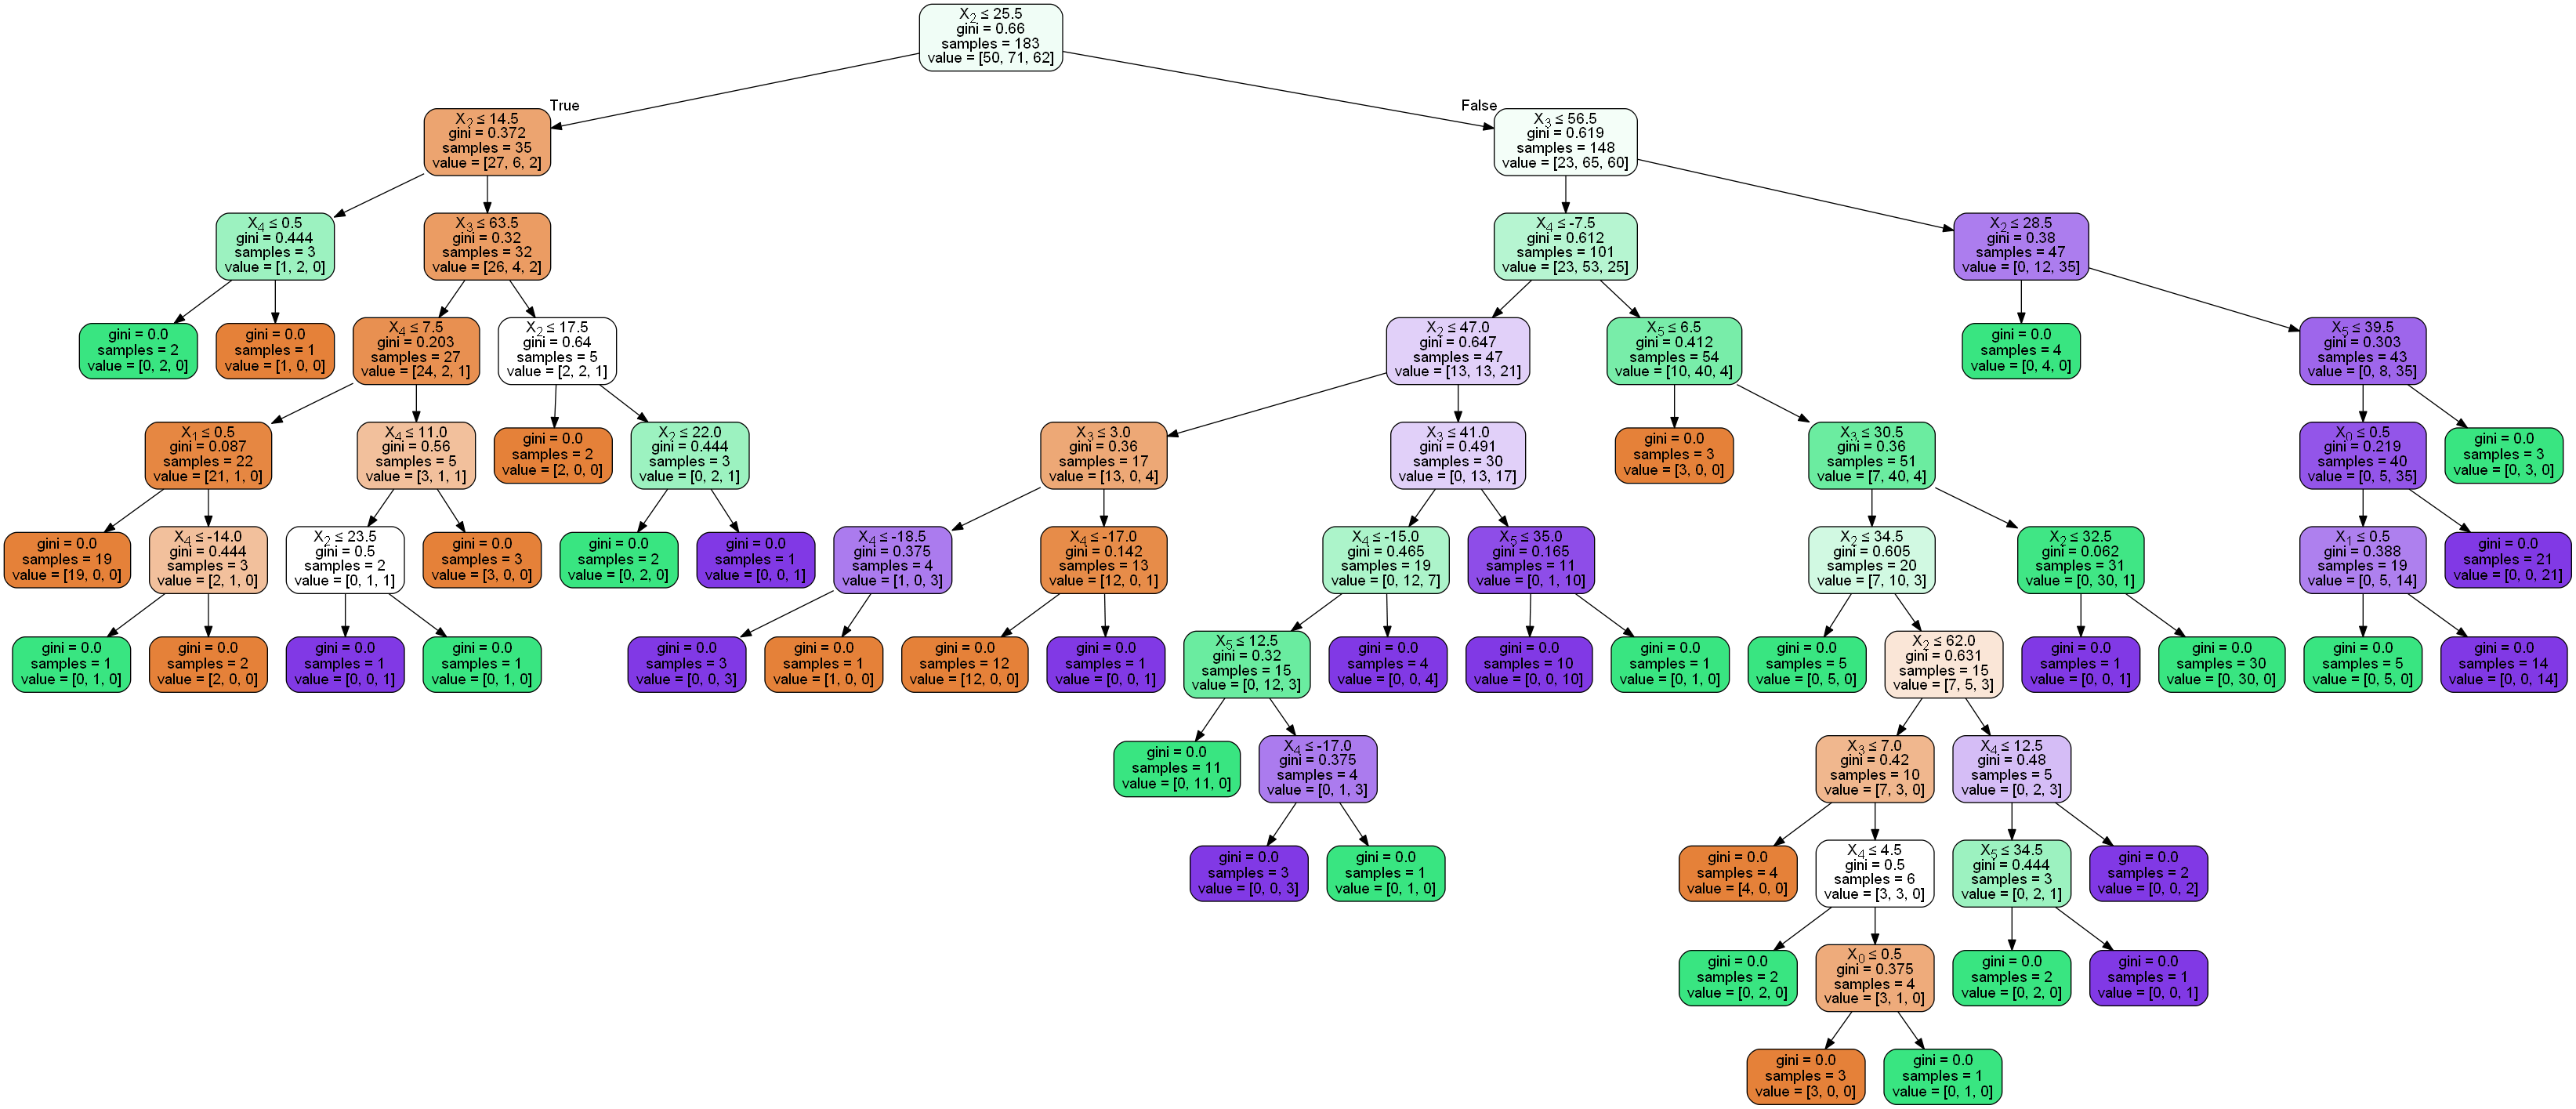 X2 ≤ 25.5
gini = 0.66
samples = 183
value = [50, 71, 62]
True
False
X2 ≤ 14.5
gini = 0.372
samples = 35
value = [27, 6, 2]
X3 ≤ 56.5
gini = 0.619
samples = 148
value = [23, 65, 60]
X4 ≤ 0.5
gini = 0.444
samples = 3
value = [1, 2, 0]
X3 ≤ 63.5
gini = 0.32
samples = 32
value = [26, 4, 2]
X4 ≤ -7.5
gini = 0.612
samples = 101
value = [23, 53, 25]
X2 ≤ 28.5
gini = 0.38
samples = 47
value = [0, 12, 35]
gini = 0.0
samples = 2
value = [0, 2, 0]
gini = 0.0
samples = 1
value = [1, 0, 0]
X4 ≤ 7.5
gini = 0.203
samples = 27
value = [24, 2, 1]
X2 ≤ 17.5
gini = 0.64
samples = 5
value = [2, 2, 1]
X2 ≤ 47.0
gini = 0.647
samples = 47
value = [13, 13, 21]
X5 ≤ 6.5
gini = 0.412
samples = 54
value = [10, 40, 4]
gini = 0.0
samples = 4
value = [0, 4, 0]
X5 ≤ 39.5
gini = 0.303
samples = 43
value = [0, 8, 35]
X1 ≤ 0.5
gini = 0.087
samples = 22
value = [21, 1, 0]
X4 ≤ 11.0
gini = 0.56
samples = 5
value = [3, 1, 1]
gini = 0.0
samples = 2
value = [2, 0, 0]
X2 ≤ 22.0
gini = 0.444
samples = 3
value = [0, 2, 1]
X3 ≤ 3.0
gini = 0.36
samples = 17
value = [13, 0, 4]
X3 ≤ 41.0
gini = 0.491
samples = 30
value = [0, 13, 17]
gini = 0.0
samples = 3
value = [3, 0, 0]
X3 ≤ 30.5
gini = 0.36
samples = 51
value = [7, 40, 4]
X0 ≤ 0.5
gini = 0.219
samples = 40
value = [0, 5, 35]
gini = 0.0
samples = 3
value = [0, 3, 0]
gini = 0.0
samples = 19
value = [19, 0, 0]
X4 ≤ -14.0
gini = 0.444
samples = 3
value = [2, 1, 0]
X2 ≤ 23.5
gini = 0.5
samples = 2
value = [0, 1, 1]
gini = 0.0
samples = 3
value = [3, 0, 0]
gini = 0.0
samples = 2
value = [0, 2, 0]
gini = 0.0
samples = 1
value = [0, 0, 1]
X4 ≤ -18.5
gini = 0.375
samples = 4
value = [1, 0, 3]
X4 ≤ -17.0
gini = 0.142
samples = 13
value = [12, 0, 1]
X4 ≤ -15.0
gini = 0.465
samples = 19
value = [0, 12, 7]
X5 ≤ 35.0
gini = 0.165
samples = 11
value = [0, 1, 10]
X2 ≤ 34.5
gini = 0.605
samples = 20
value = [7, 10, 3]
X2 ≤ 32.5
gini = 0.062
samples = 31
value = [0, 30, 1]
X1 ≤ 0.5
gini = 0.388
samples = 19
value = [0, 5, 14]
gini = 0.0
samples = 21
value = [0, 0, 21]
gini = 0.0
samples = 1
value = [0, 1, 0]
gini = 0.0
samples = 2
value = [2, 0, 0]
gini = 0.0
samples = 1
value = [0, 0, 1]
gini = 0.0
samples = 1
value = [0, 1, 0]
gini = 0.0
samples = 3
value = [0, 0, 3]
gini = 0.0
samples = 1
value = [1, 0, 0]
gini = 0.0
samples = 12
value = [12, 0, 0]
gini = 0.0
samples = 1
value = [0, 0, 1]
X5 ≤ 12.5
gini = 0.32
samples = 15
value = [0, 12, 3]
gini = 0.0
samples = 4
value = [0, 0, 4]
gini = 0.0
samples = 10
value = [0, 0, 10]
gini = 0.0
samples = 1
value = [0, 1, 0]
gini = 0.0
samples = 5
value = [0, 5, 0]
X2 ≤ 62.0
gini = 0.631
samples = 15
value = [7, 5, 3]
gini = 0.0
samples = 1
value = [0, 0, 1]
gini = 0.0
samples = 30
value = [0, 30, 0]
gini = 0.0
samples = 5
value = [0, 5, 0]
gini = 0.0
samples = 14
value = [0, 0, 14]
gini = 0.0
samples = 11
value = [0, 11, 0]
X4 ≤ -17.0
gini = 0.375
samples = 4
value = [0, 1, 3]
X3 ≤ 7.0
gini = 0.42
samples = 10
value = [7, 3, 0]
X4 ≤ 12.5
gini = 0.48
samples = 5
value = [0, 2, 3]
gini = 0.0
samples = 3
value = [0, 0, 3]
gini = 0.0
samples = 1
value = [0, 1, 0]
gini = 0.0
samples = 4
value = [4, 0, 0]
X4 ≤ 4.5
gini = 0.5
samples = 6
value = [3, 3, 0]
X5 ≤ 34.5
gini = 0.444
samples = 3
value = [0, 2, 1]
gini = 0.0
samples = 2
value = [0, 0, 2]
gini = 0.0
samples = 2
value = [0, 2, 0]
X0 ≤ 0.5
gini = 0.375
samples = 4
value = [3, 1, 0]
gini = 0.0
samples = 2
value = [0, 2, 0]
gini = 0.0
samples = 1
value = [0, 0, 1]
gini = 0.0
samples = 3
value = [3, 0, 0]
gini = 0.0
samples = 1
value = [0, 1, 0]